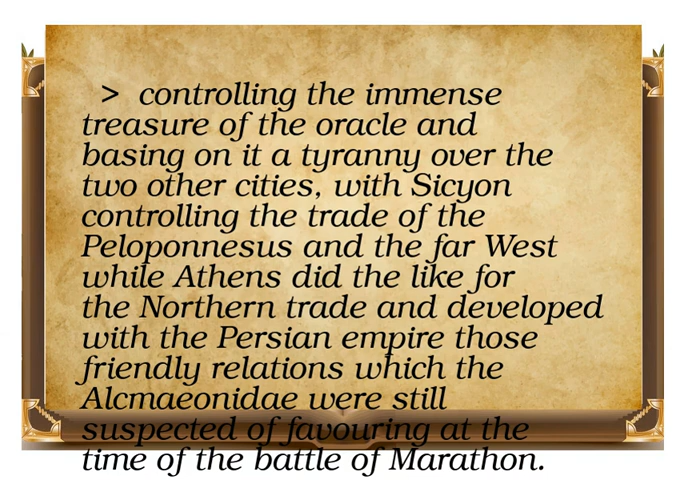 > controlling the immense
treasure of the oracle and
basing on it a tyranny over the
two other cities, with Sicyon
controlling the trade of the
Peloponnesus and the far West
while Athens did the like for
the Northern trade and developed
with the Persian empire those
friendly relations which the
Alcmaeonidae were still
suspected of favouring at the
time of the battle of Marathon.